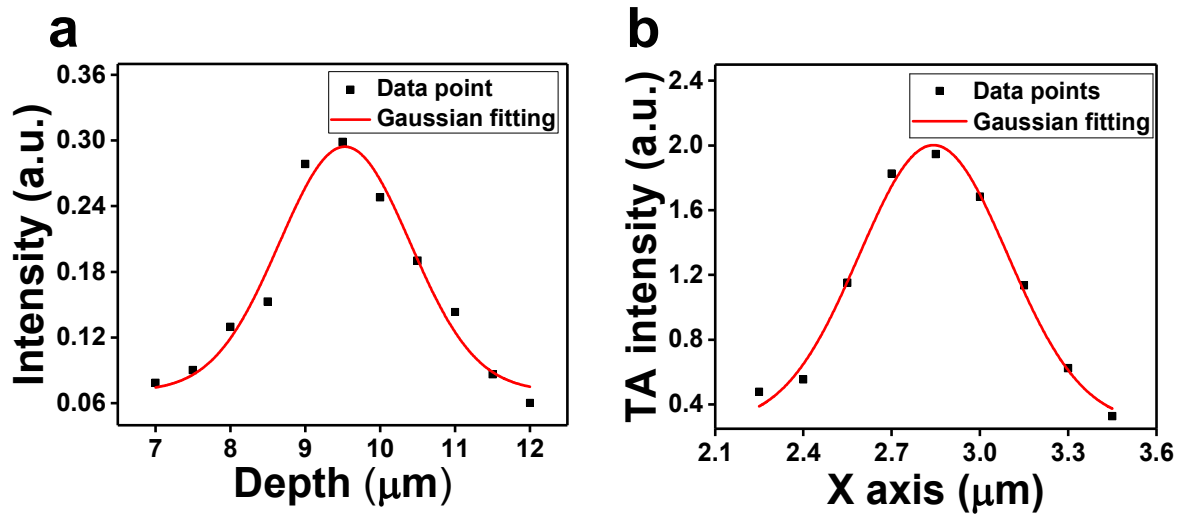 a
Data point
Gaussian fitting
Intensity (a.u.)
0.36
0.30
0.24
0.18
0.12
0.06
7 8 9 10 11 12
Depth (μm)
b
Data points
Gaussian fitting
TA intensity (a.u.)
2.4
2.0
1.6
1.2
0.8
0.4
2.1 2.4 2.7 3.0 3.3 3.6
X axis (μm)